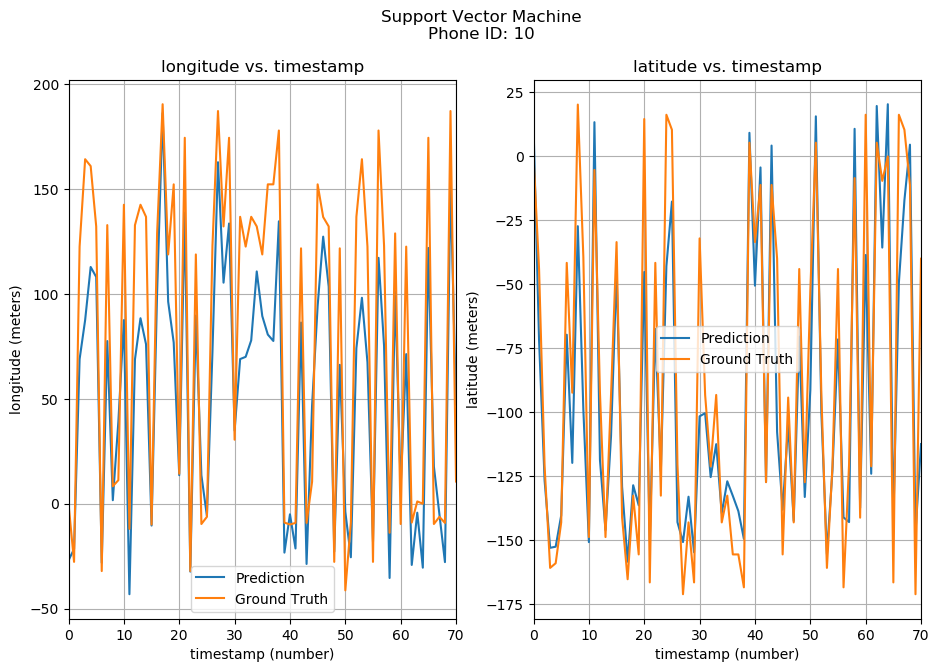 Support Vector Machine
Phone ID: 10
longitude vs. timestamp
longitude (meters)
200
150
100
50
0
−50
0 10 20 30 40 50 60 70
timestamp (number)
Prediction
Ground Truth
latitude vs. timestamp
latitude (meters)
25
0
−25
−50
−75
−100
−125
−150
−175
0 10 20 30 40 50 60 70
timestamp (number)
Prediction
Ground Truth